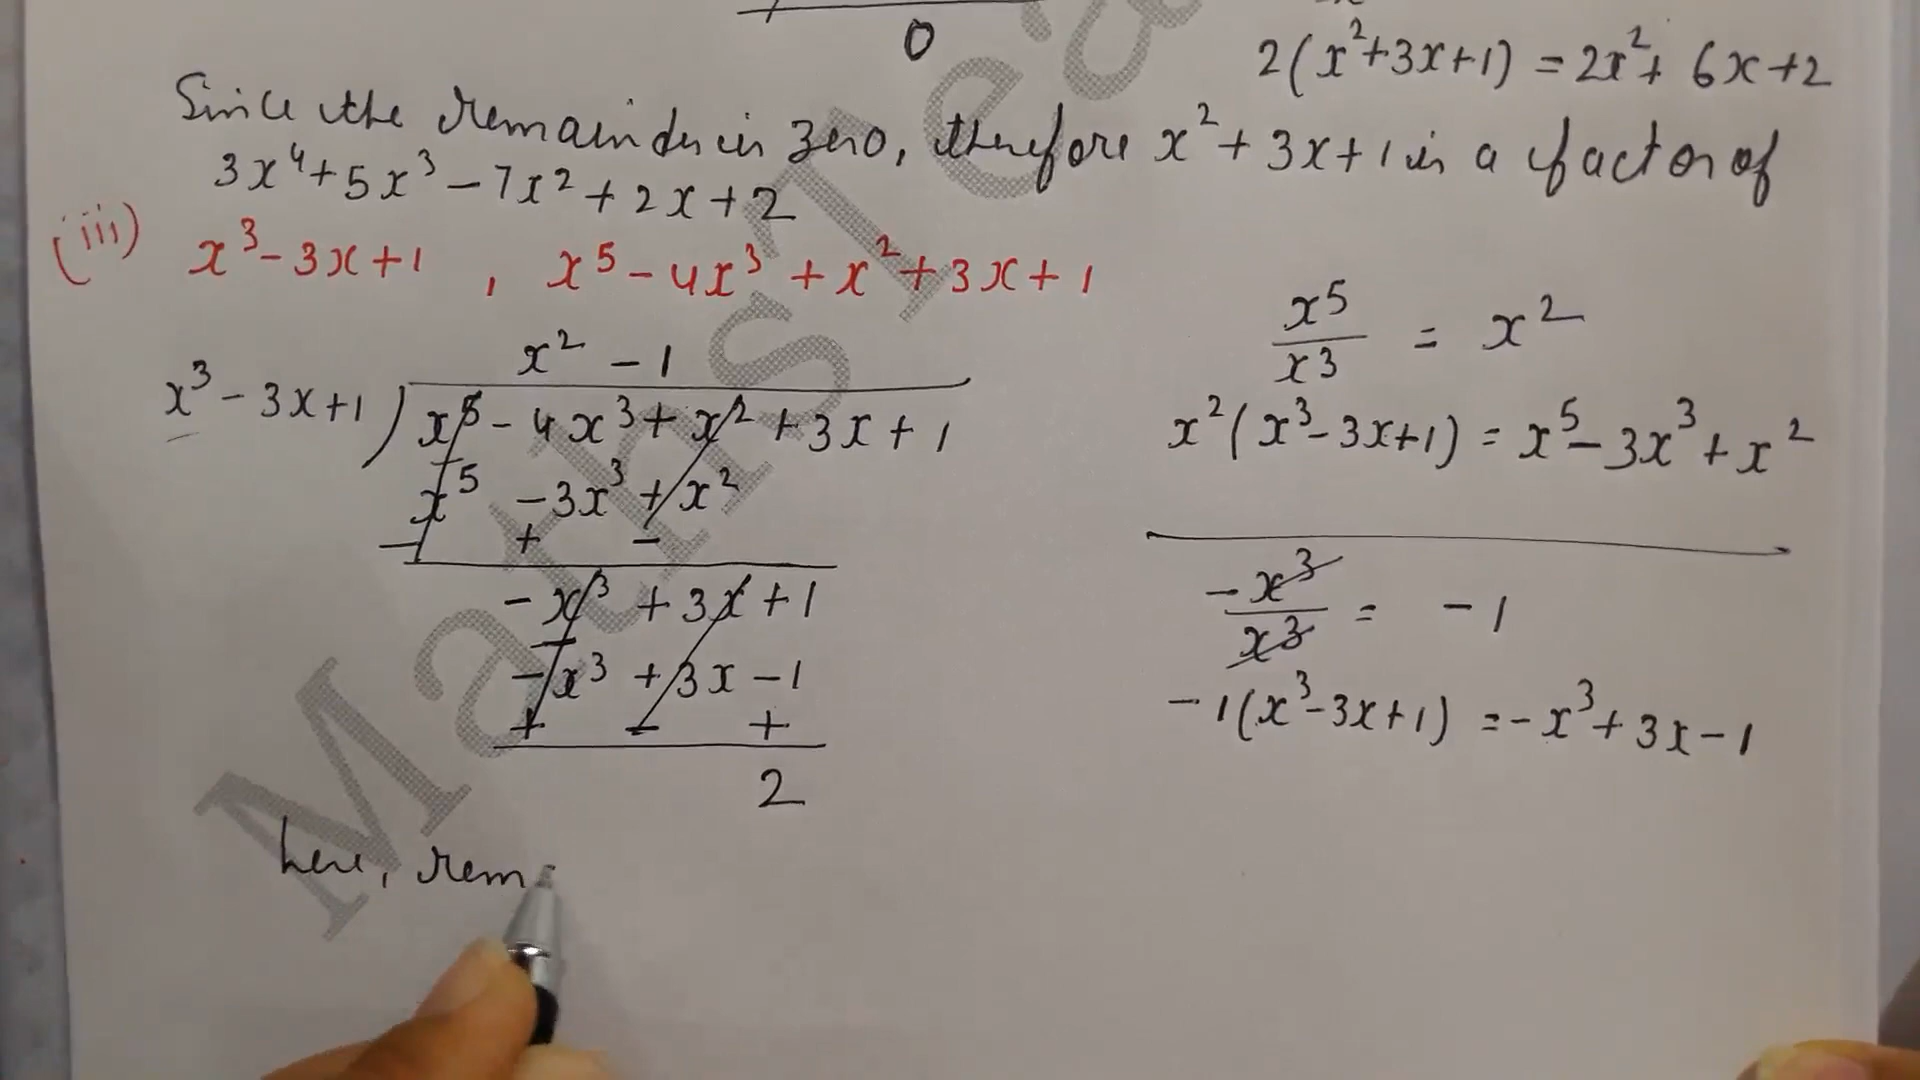 0
2(x²+3x+1) = 2x²+ 6x+2
Since the remainder is zero, therefore x²+3x+1 is a factor of
3x⁴+5x³-7x²+2x+2
(iii) x³-3x+1 , x⁵-4x³+x²+3x+1
x⁵/x³ = x²
x²-1
x³-3x+1 ) x⁵-4x³+x²+3x+1
x²(x³-3x+1) = x⁵-3x³+x²
x⁵ -3x³+x²
- + -
-x³+3x+1
-x³/x³ = -1
-x³+3x-1
+ - +
-1(x³-3x+1) = -x³+3x-1
2
here, rem
Maths